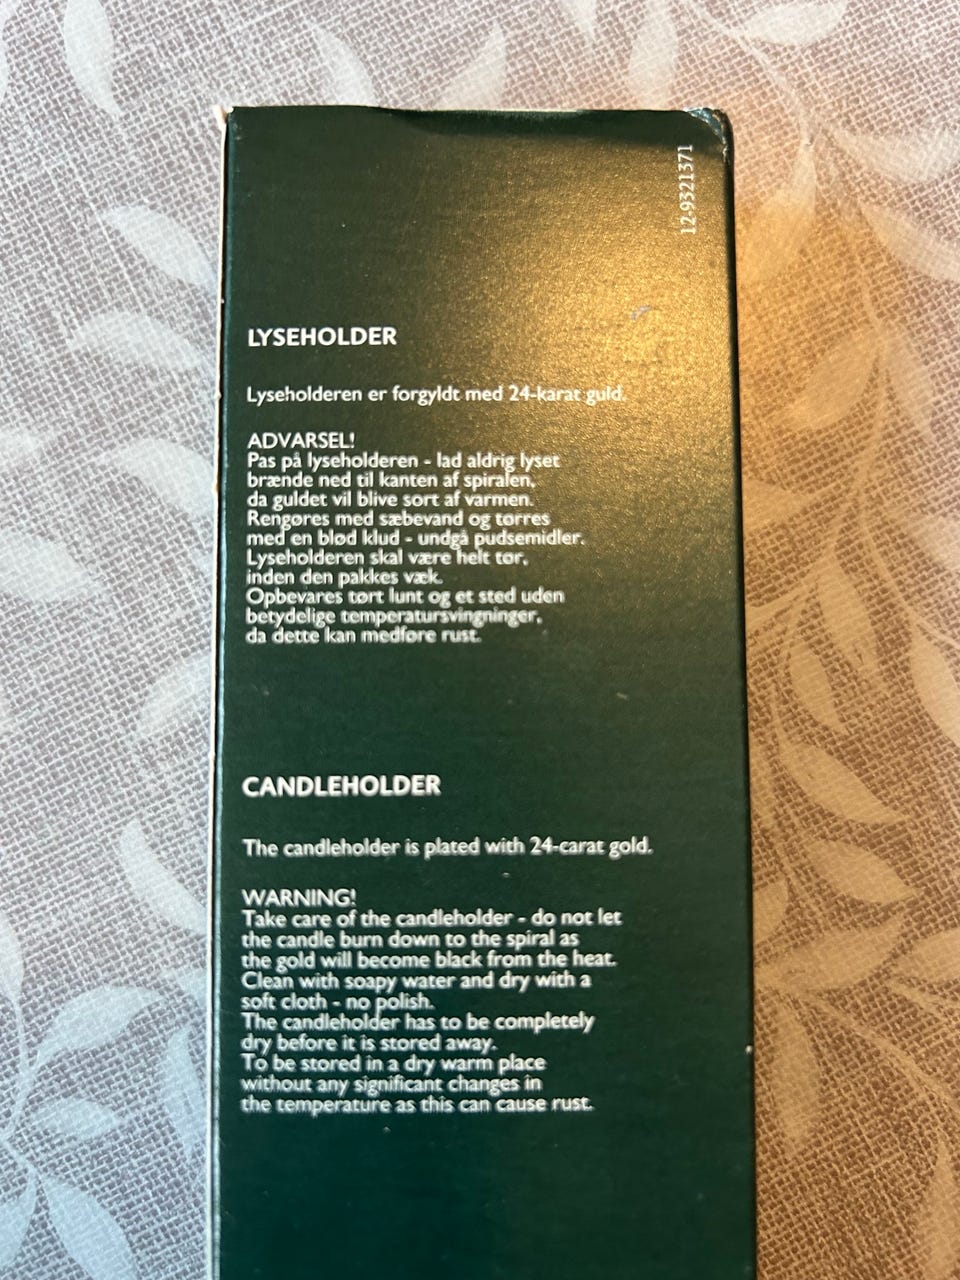 12-9321371
LYSEHOLDER
Lyseholderen er forgyldt med 24-karat guld.
ADVARSEL!
Pas på lyseholderen - lad aldrig lyset
brænde ned til kanten af spiralen,
da guldet vil blive sort af varmen.
Rengøres med sæbevand og tørres
med en blød klud - undgå pudsemidler.
Lyseholderen skal være helt tør,
inden den pakkes væk.
Opbevares tørt lunt og et sted uden
betydelige temperatursvingninger,
da dette kan medføre rust.
CANDLEHOLDER
The candleholder is plated with 24-carat gold.
WARNING!
Take care of the candleholder - do not let
the candle burn down to the spiral as
the gold will become black from the heat.
Clean with soapy water and dry with a
soft cloth - no polish.
The candleholder has to be completely
dry before it is stored away.
To be stored in a dry warm place
without any significant changes in
the temperature as this can cause rust.